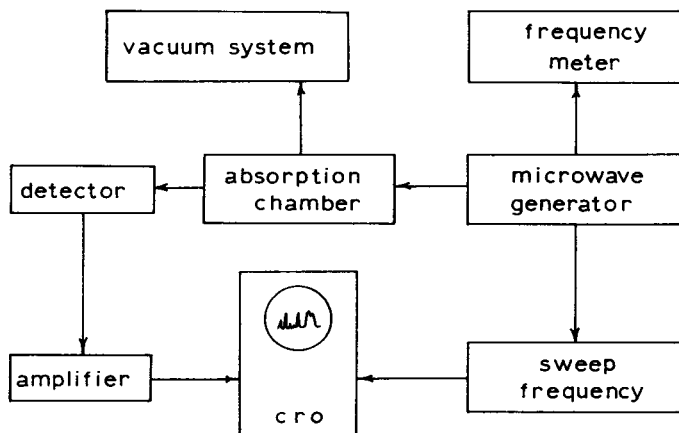 vacuum system
frequency
meter
detector
absorption
chamber
microwave
generator
amplifier
cro
sweep
frequency